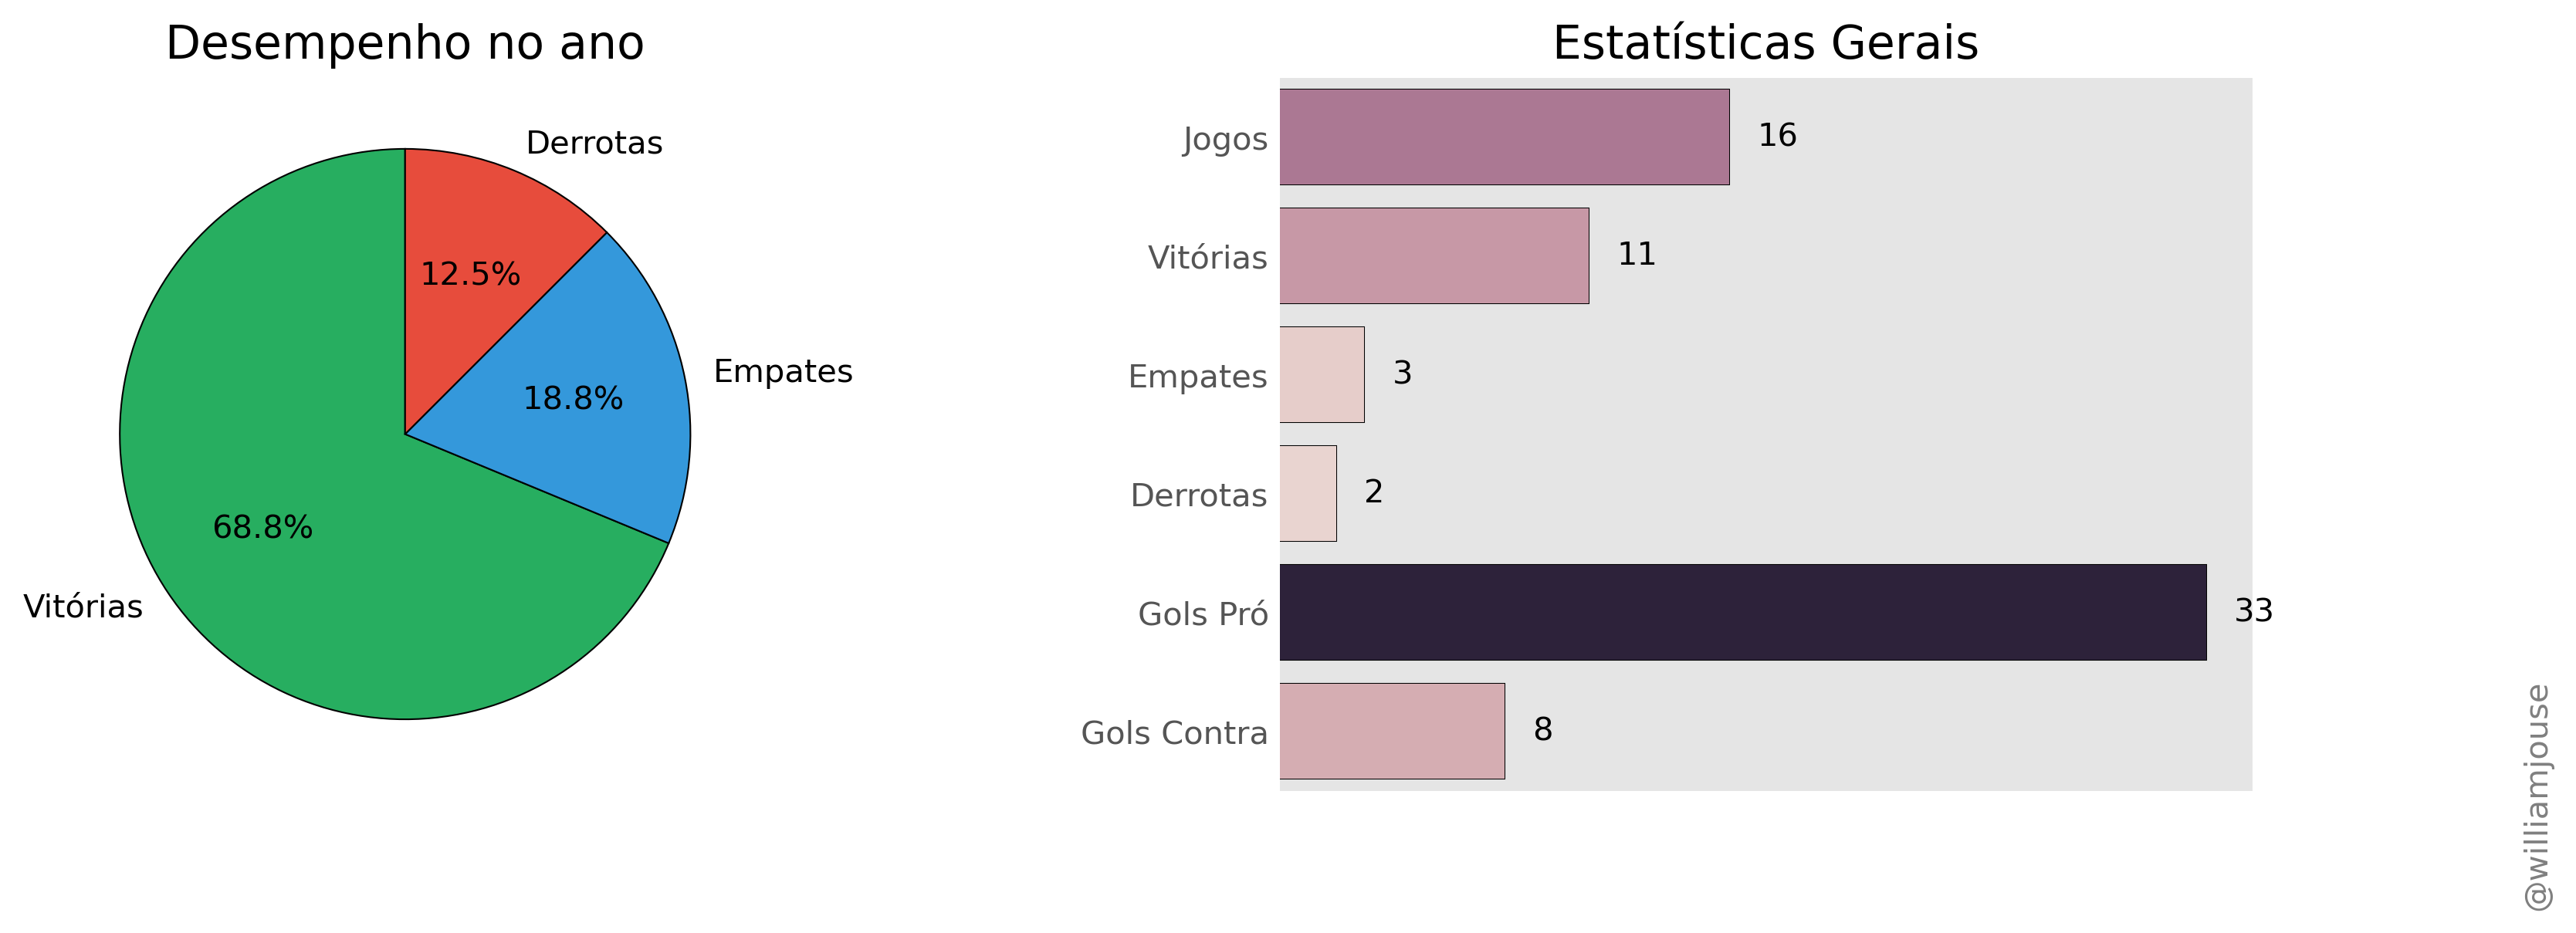 Desempenho no ano
Derrotas
12.5%
Empates
18.8%
68.8%
Vitórias
Estatísticas Gerais
Jogos 16
Vitórias 11
Empates 3
Derrotas 2
Gols Pró 33
Gols Contra 8
@williamjouse